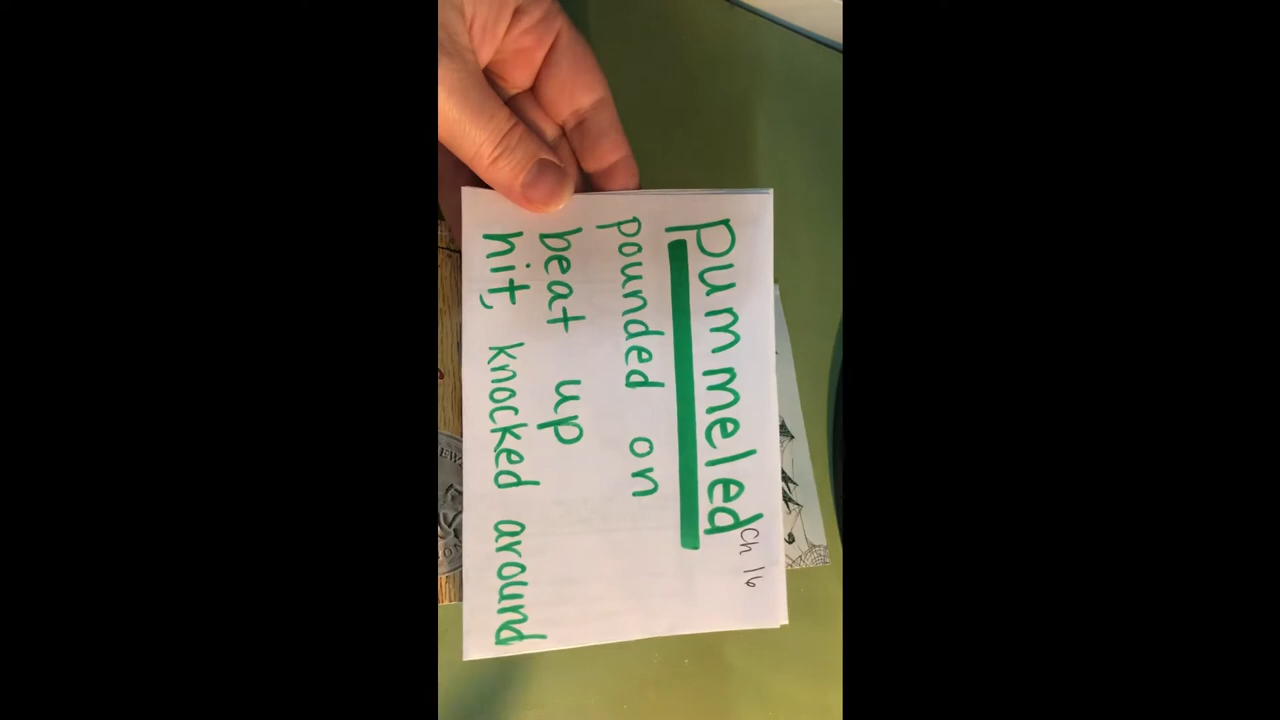 pummeled
Ch 16
pounded on
beat up
hit, knocked around